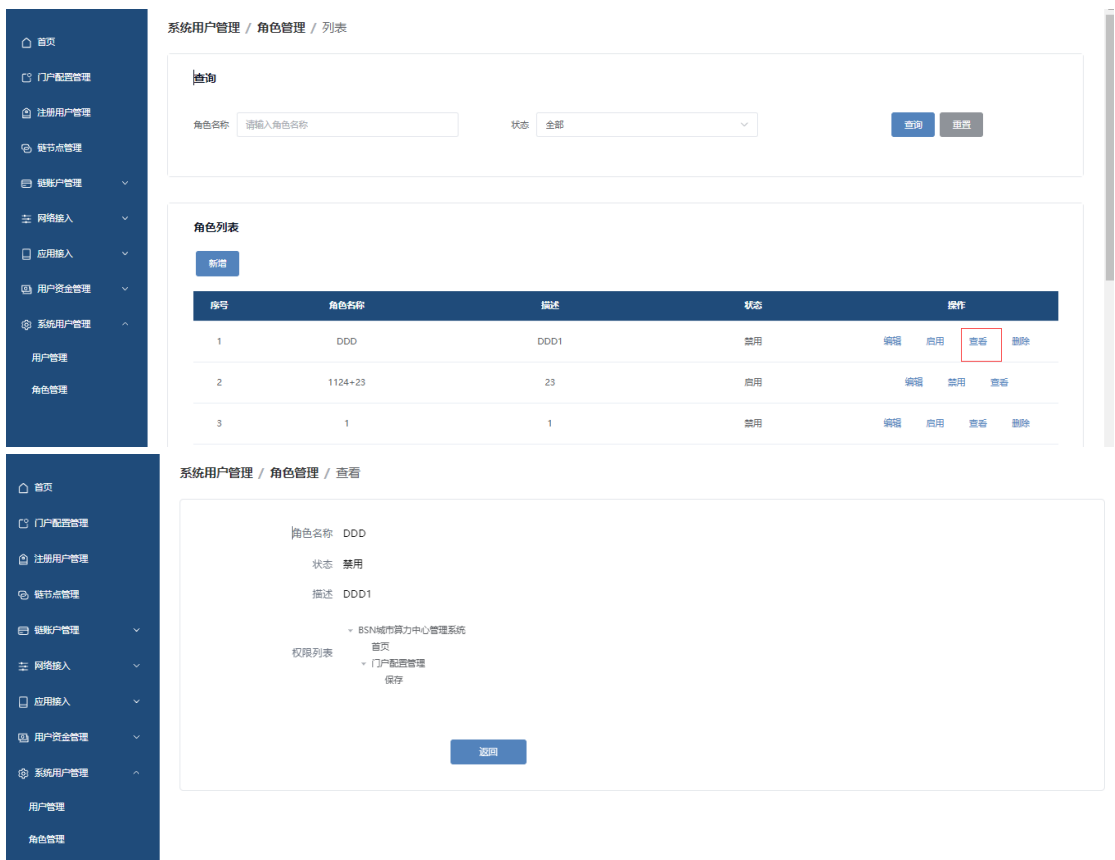 系统用户管理 / 角色管理 / 列表
首页
门户配置管理
注册用户管理
链节点管理
链账户管理
网络接入
应用接入
用户资金管理
系统用户管理
用户管理
角色管理
查询
角色名称 请输入角色名称 状态 全部 查询 重置
角色列表
新增
序号 角色名称 描述 状态 操作
1 DDD DDD1 禁用 编辑 启用 查看 删除
2 1124+23 23 启用 编辑 禁用 查看
3 1 1 禁用 编辑 启用 查看 删除
系统用户管理 / 角色管理 / 查看
首页
门户配置管理
注册用户管理
链节点管理
链账户管理
网络接入
应用接入
用户资金管理
系统用户管理
用户管理
角色管理
角色名称 DDD
状态 禁用
描述 DDD1
权限列表
BSN城市算力中心管理系统
首页
门户配置管理
保存
返回